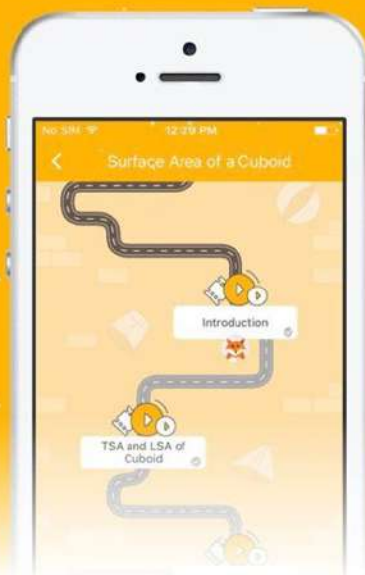 No SIM 12:29 PM
Surface Area of a Cuboid
Introduction
TSA and LSA of
Cuboid